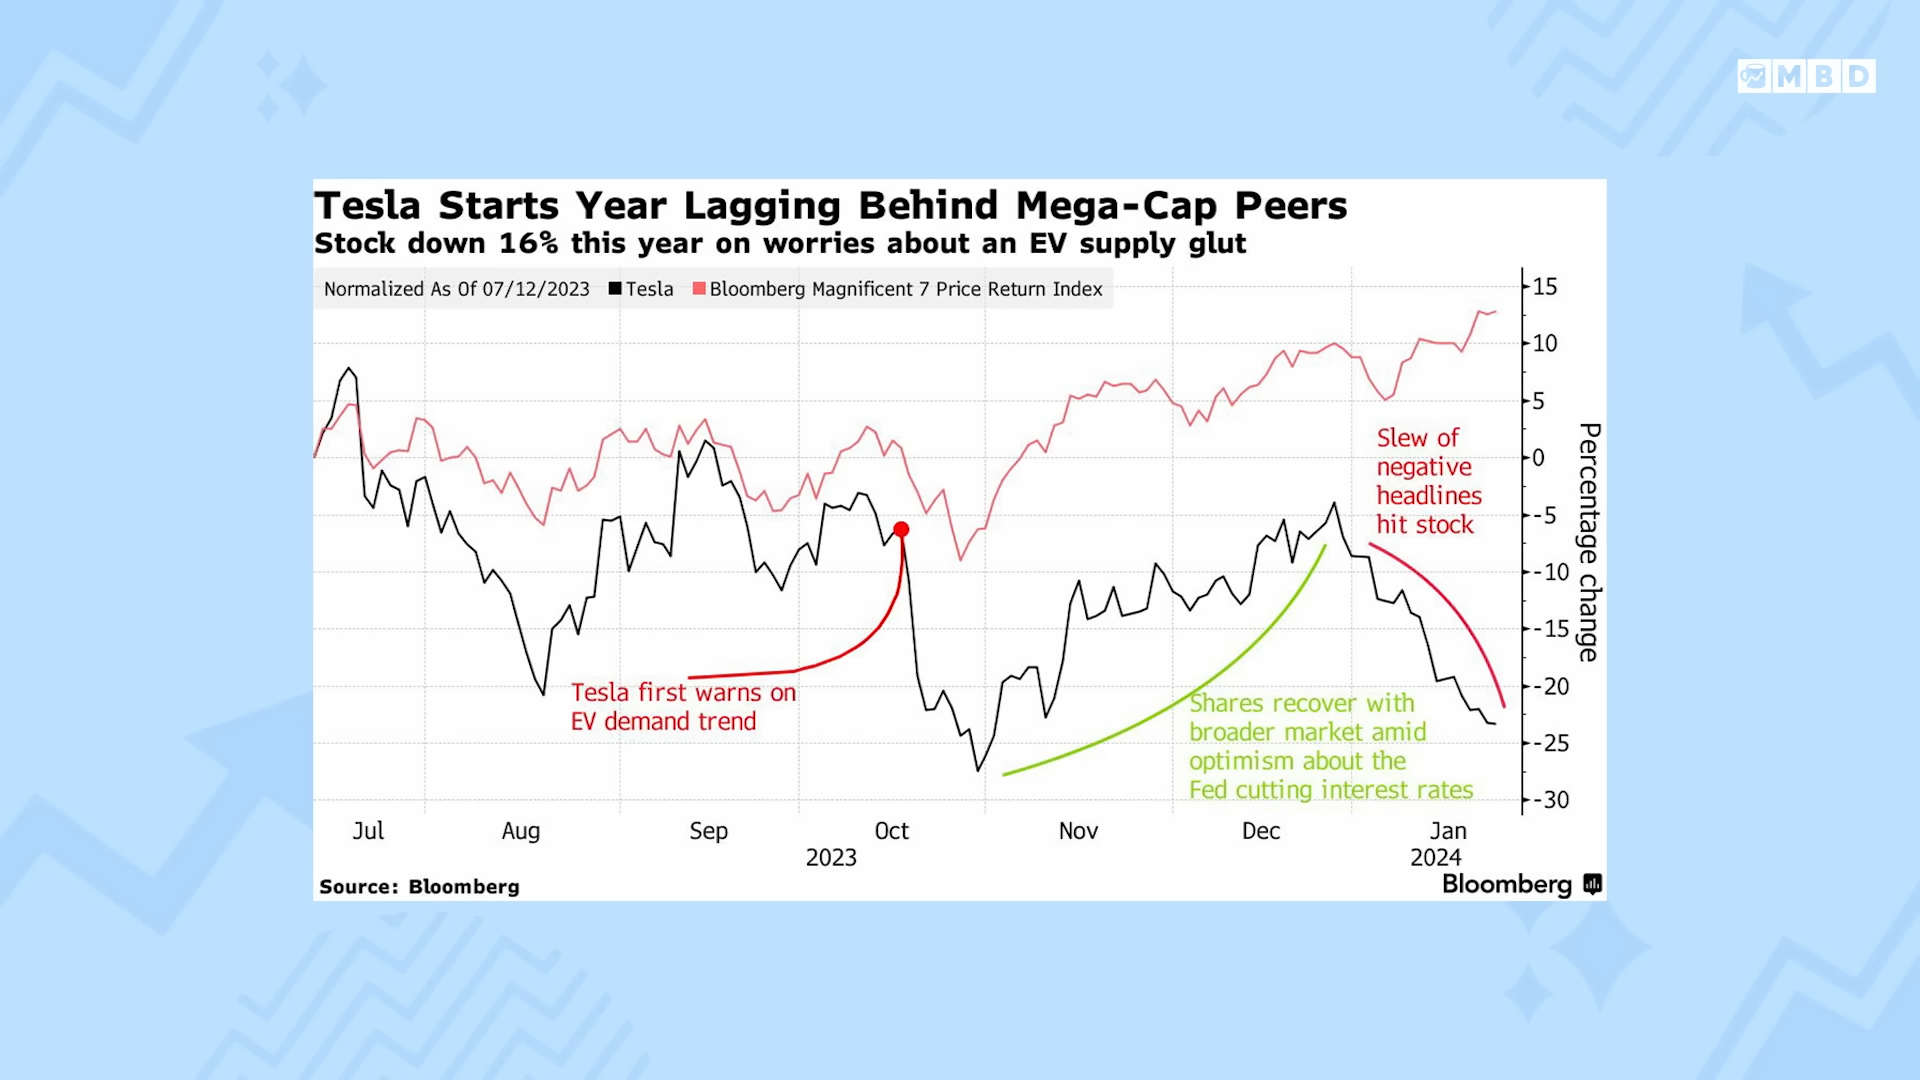 MBD
Tesla Starts Year Lagging Behind Mega-Cap Peers
Stock down 16% this year on worries about an EV supply glut
Normalized As Of 07/12/2023 Tesla Bloomberg Magnificent 7 Price Return Index
15
10
5
0
-5
-10
-15
-20
-25
-30
Percentage change
Slew of
negative
headlines
hit stock
Tesla first warns on
EV demand trend
Shares recover with
broader market amid
optimism about the
Fed cutting interest rates
Jul Aug Sep Oct Nov Dec Jan
2023 2024
Source: Bloomberg
Bloomberg